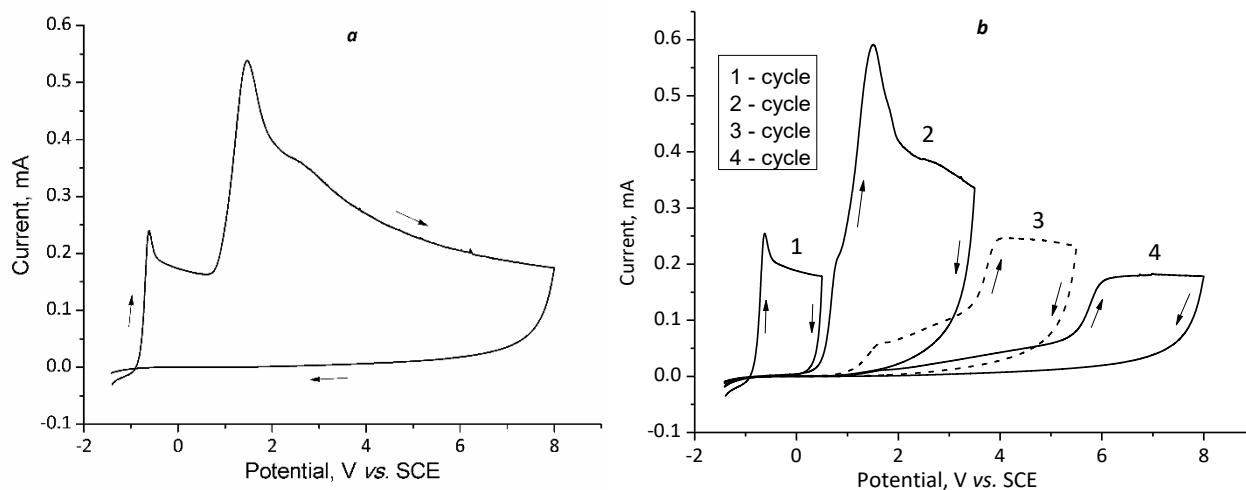 a
0.6
0.5
0.4
0.3
0.2
0.1
0.0
-0.1
-2 0 2 4 6 8
Current, mA
Potential, V vs. SCE
b
0.6
0.5
0.4
0.3
0.2
0.1
0.0
-0.1
-2 0 2 4 6 8
Current, mA
Potential, V vs. SCE
1 - cycle
2 - cycle
3 - cycle
4 - cycle
1
2
3
4